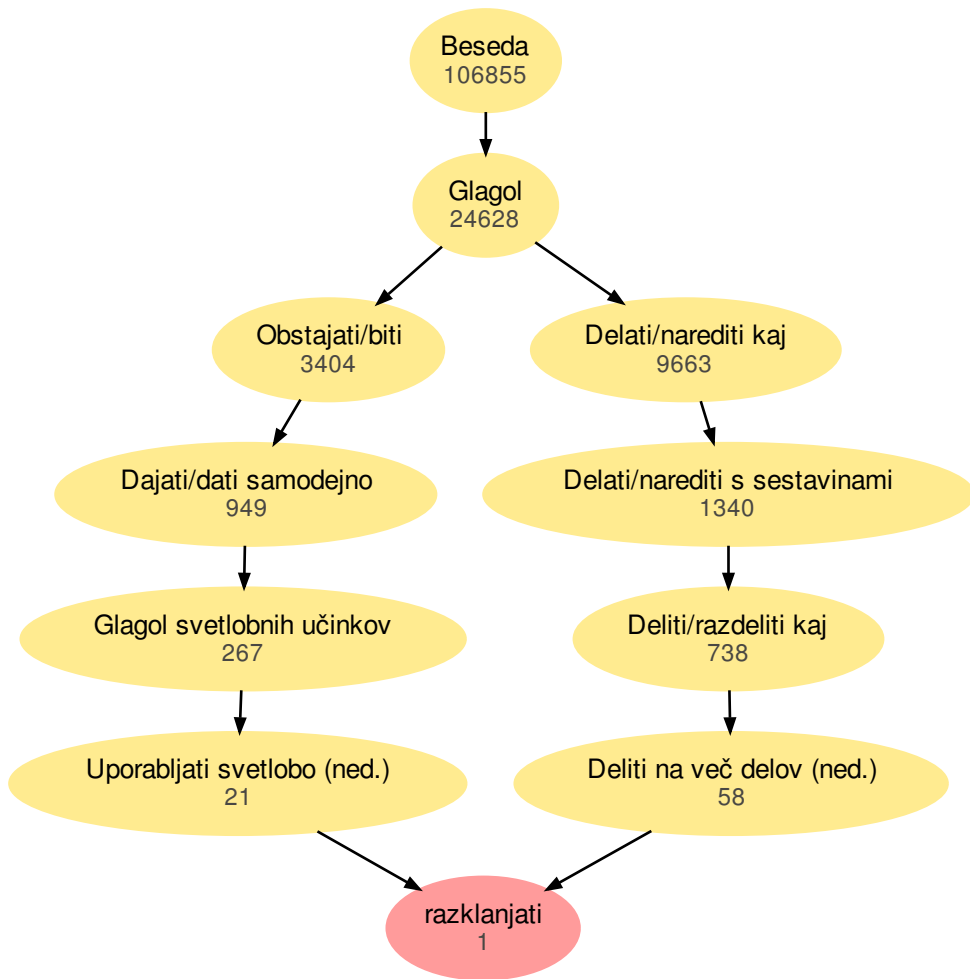 Beseda
106855
Glagol
24628
Obstajati/biti
3404
Delati/narediti kaj
9663
Dajati/dati samodejno
949
Delati/narediti s sestavinami
1340
Glagol svetlobnih učinkov
267
Deliti/razdeliti kaj
738
Uporabljati svetlobo (ned.)
21
Deliti na več delov (ned.)
58
razklanjati
1